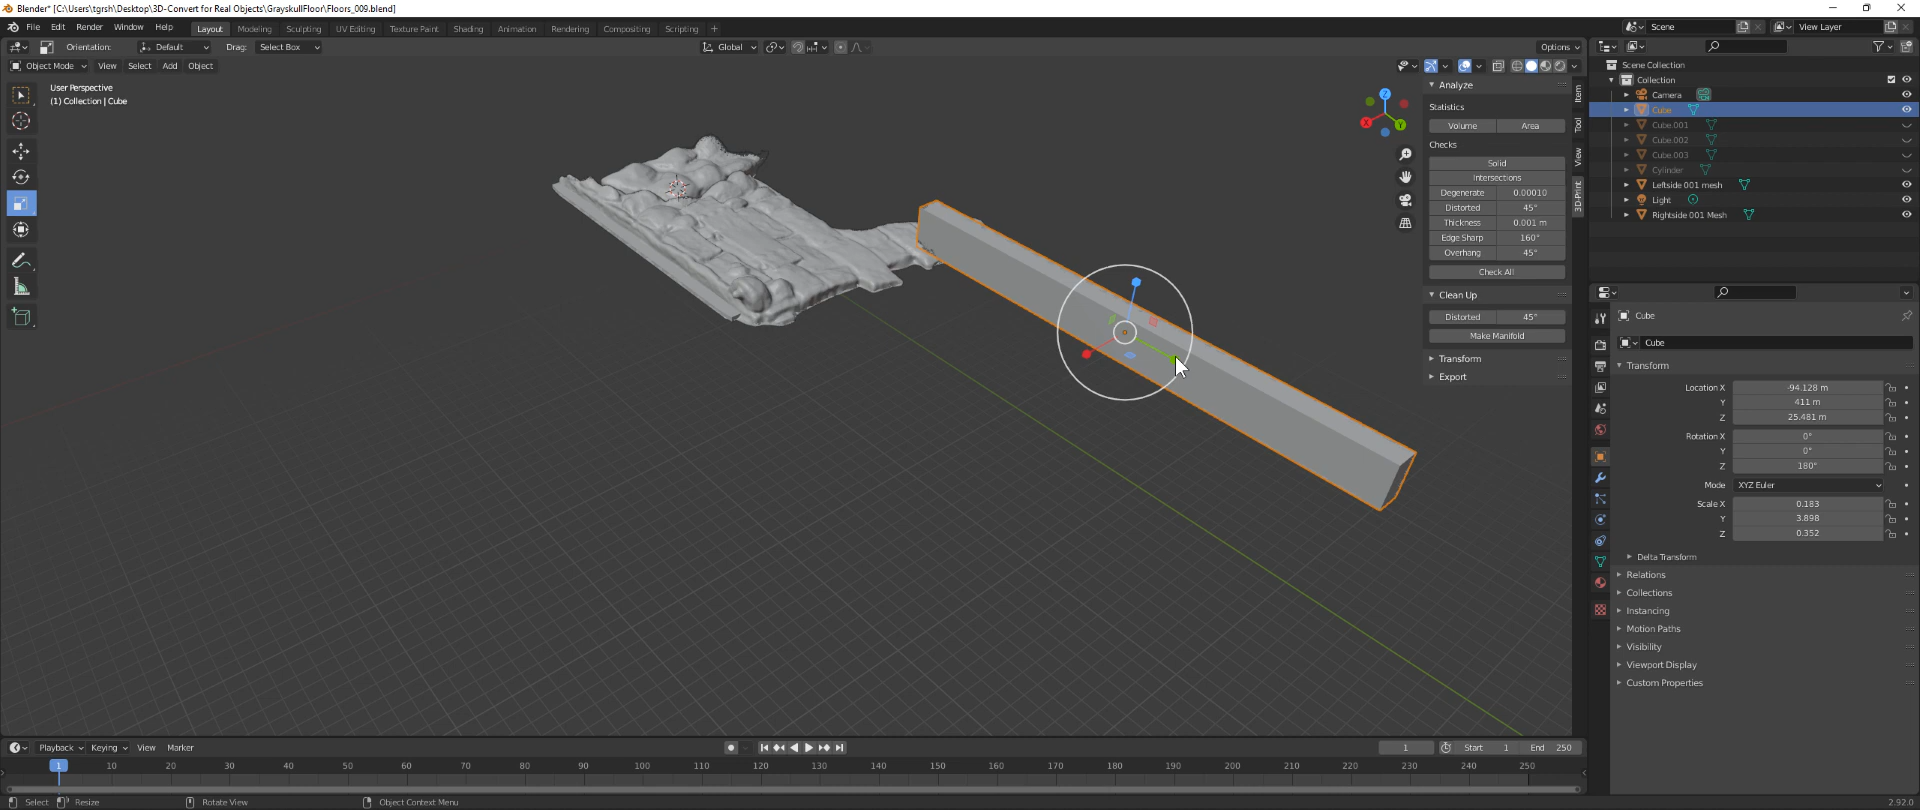 Blender* [C:\Users\tgrsh\Desktop\3D-Convert for Real Objects\GrayskullFloor\Floors_009.blend]
File Edit Render Window Help Layout Modeling Sculpting UV Editing Texture Paint Shading Animation Rendering Compositing Scripting + Scene View Layer
Orientation: Default Drag: Select Box Global Options
Object Mode View Select Add Object
User Perspective
(1) Collection | Cube
Z
X
Y
Analyze
Statistics
Volume Area
Checks
Solid
Intersections
Degenerate 0.00010
Distorted 45°
Thickness 0.001 m
Edge Sharp 160°
Overhang 45°
Check All
Clean Up
Distorted 45°
Make Manifold
Transform
Export
Item
Tool
View
3D-Print
Scene Collection
Collection
Camera
Cube
Cube.001
Cube.002
Cube.003
Cylinder
Leftside 001 mesh
Light
Rightside 001 Mesh
Cube
Cube
Transform
Location X -94.128 m
Y 411 m
Z 25.481 m
Rotation X 0°
Y 0°
Z 180°
Mode XYZ Euler
Scale X 0.183
Y 3.898
Z 0.352
Delta Transform
Relations
Collections
Instancing
Motion Paths
Visibility
Viewport Display
Custom Properties
Playback Keying View Marker 1 Start 1 End 250
1 10 20 30 40 50 60 70 80 90 100 110 120 130 140 150 160 170 180 190 200 210 220 230 240 250
Select Resize Rotate View Object Context Menu 2.92.0